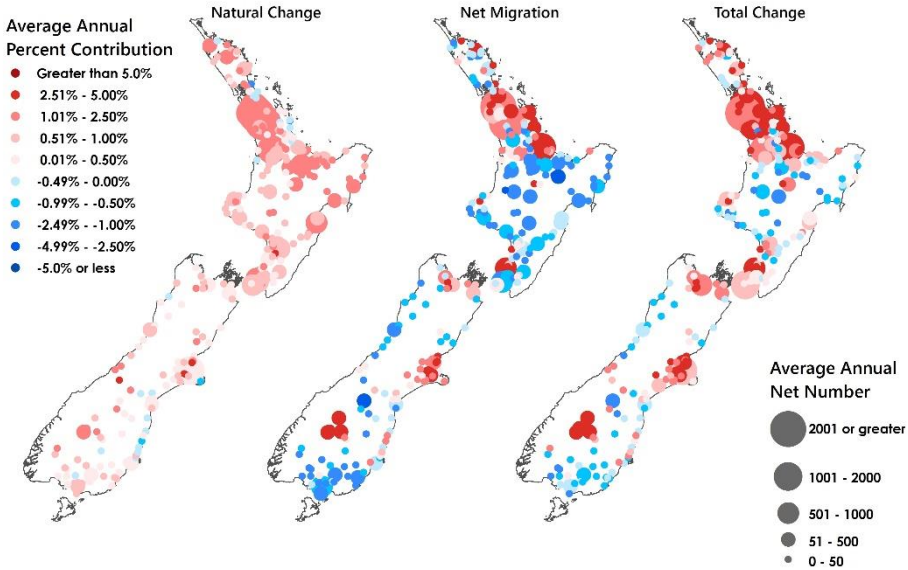 Natural Change
Net Migration
Total Change
Average Annual
Percent Contribution
Greater than 5.0%
2.51% - 5.00%
1.01% - 2.50%
0.51% - 1.00%
0.01% - 0.50%
-0.49% - 0.00%
-0.99% - -0.50%
-2.49% - -1.00%
-4.99% - -2.50%
-5.0% or less
Average Annual
Net Number
2001 or greater
1001 - 2000
501 - 1000
51 - 500
0 - 50